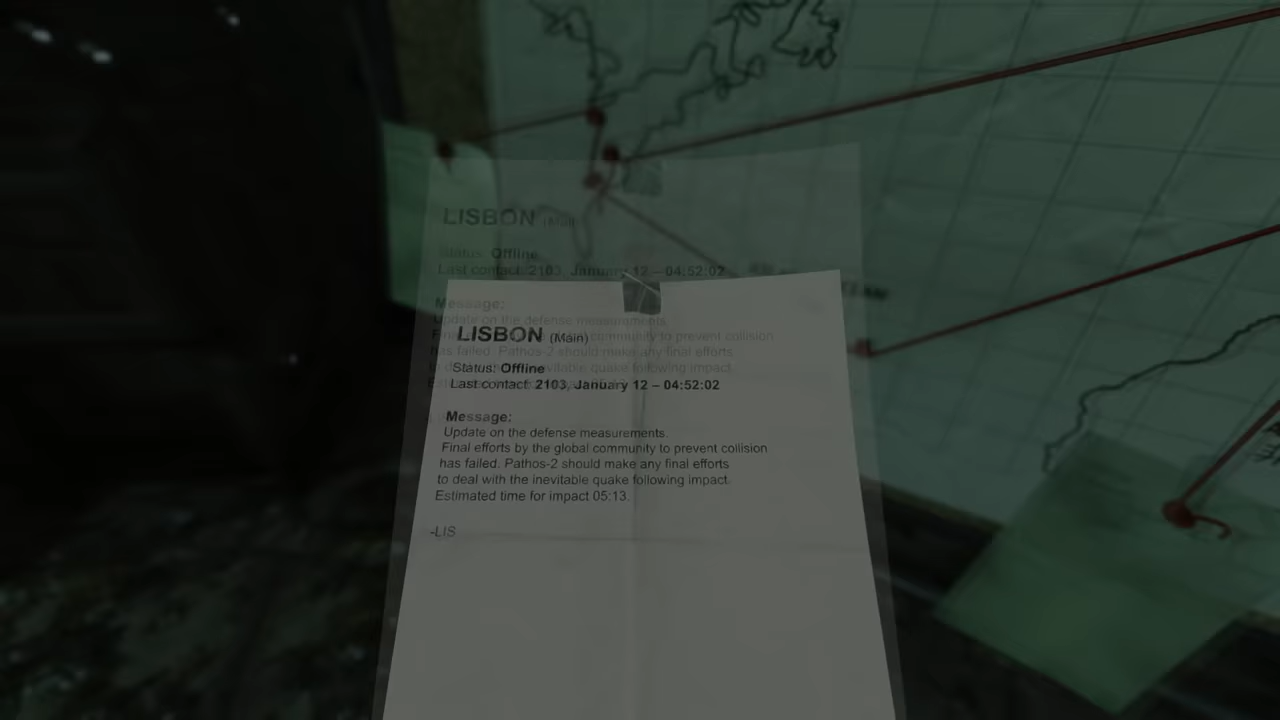 LISBON (Main)
Status: Offline
Last contact: 2103, January 12 – 04:52:02
Message:
Update on the defense measurements.
Final efforts by the global community to prevent collision
has failed. Pathos-2 should make any final efforts
to deal with the inevitable quake following impact.
Estimated time for impact 05:13.
-LIS